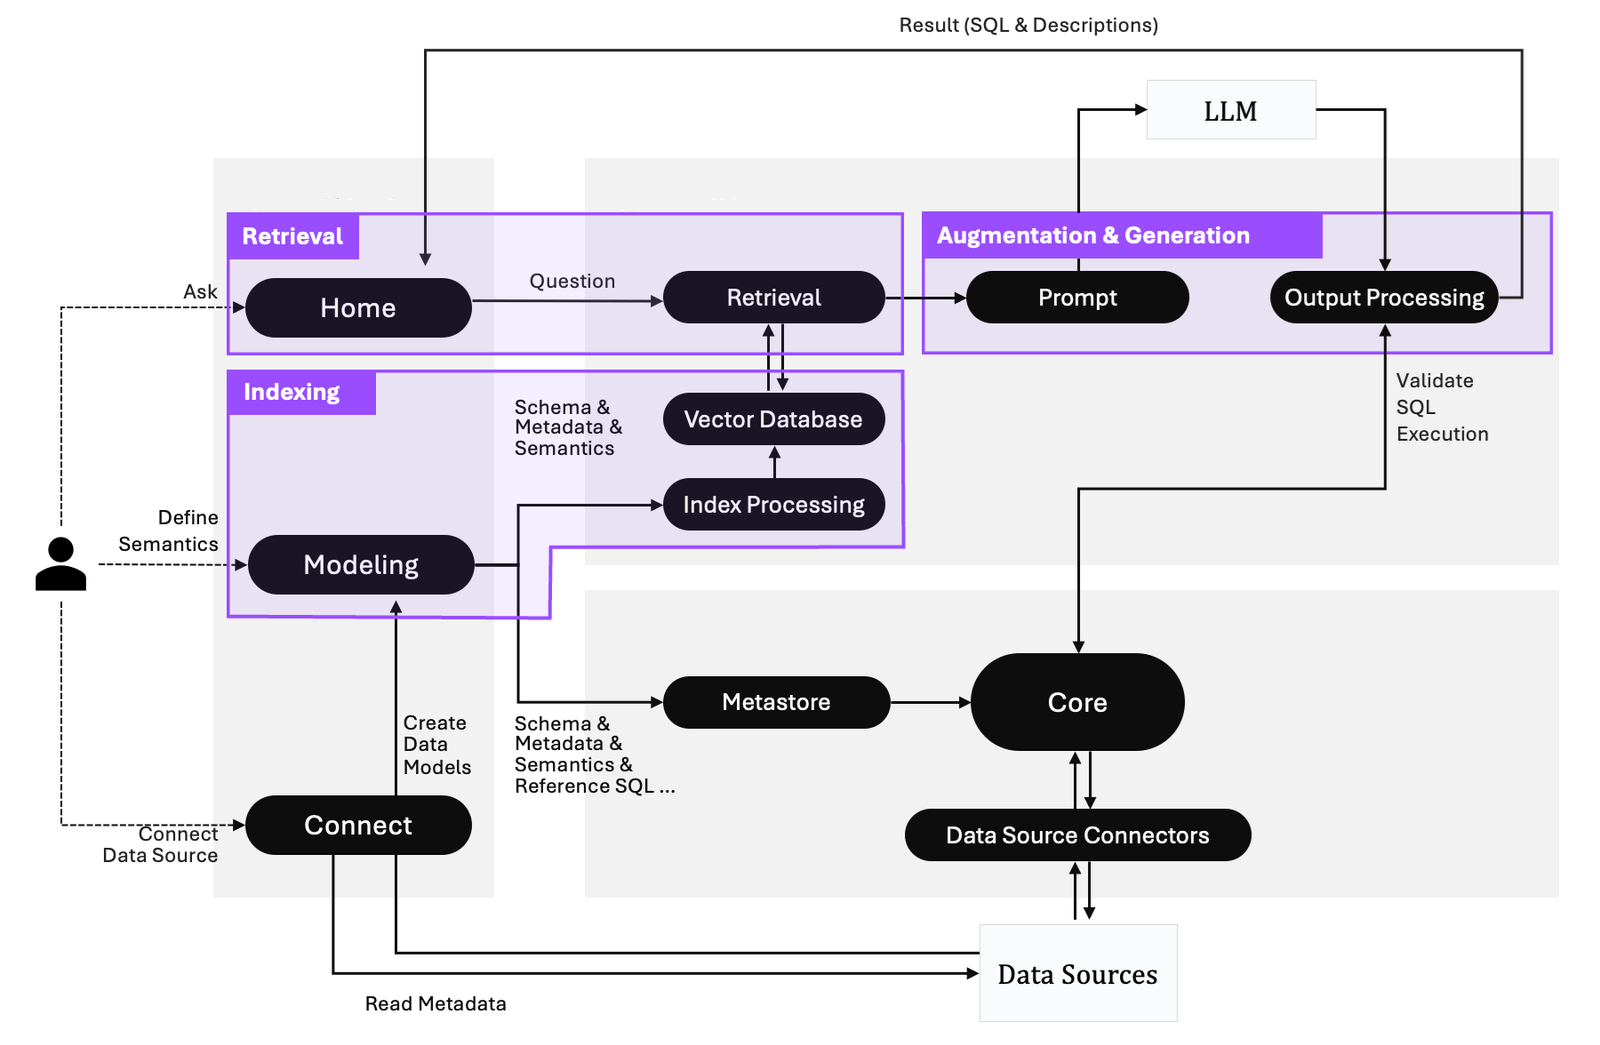 Result (SQL & Descriptions)
LLM
Retrieval
Augmentation & Generation
Ask
Home
Question
Retrieval
Prompt
Output Processing
Indexing
Schema &
Metadata &
Semantics
Vector Database
Validate
SQL
Execution
Index Processing
Define
Semantics
Modeling
Metastore
Core
Create
Data
Models
Schema &
Metadata &
Semantics &
Reference SQL ...
Connect
Connect
Data Source
Data Source Connectors
Data Sources
Read Metadata